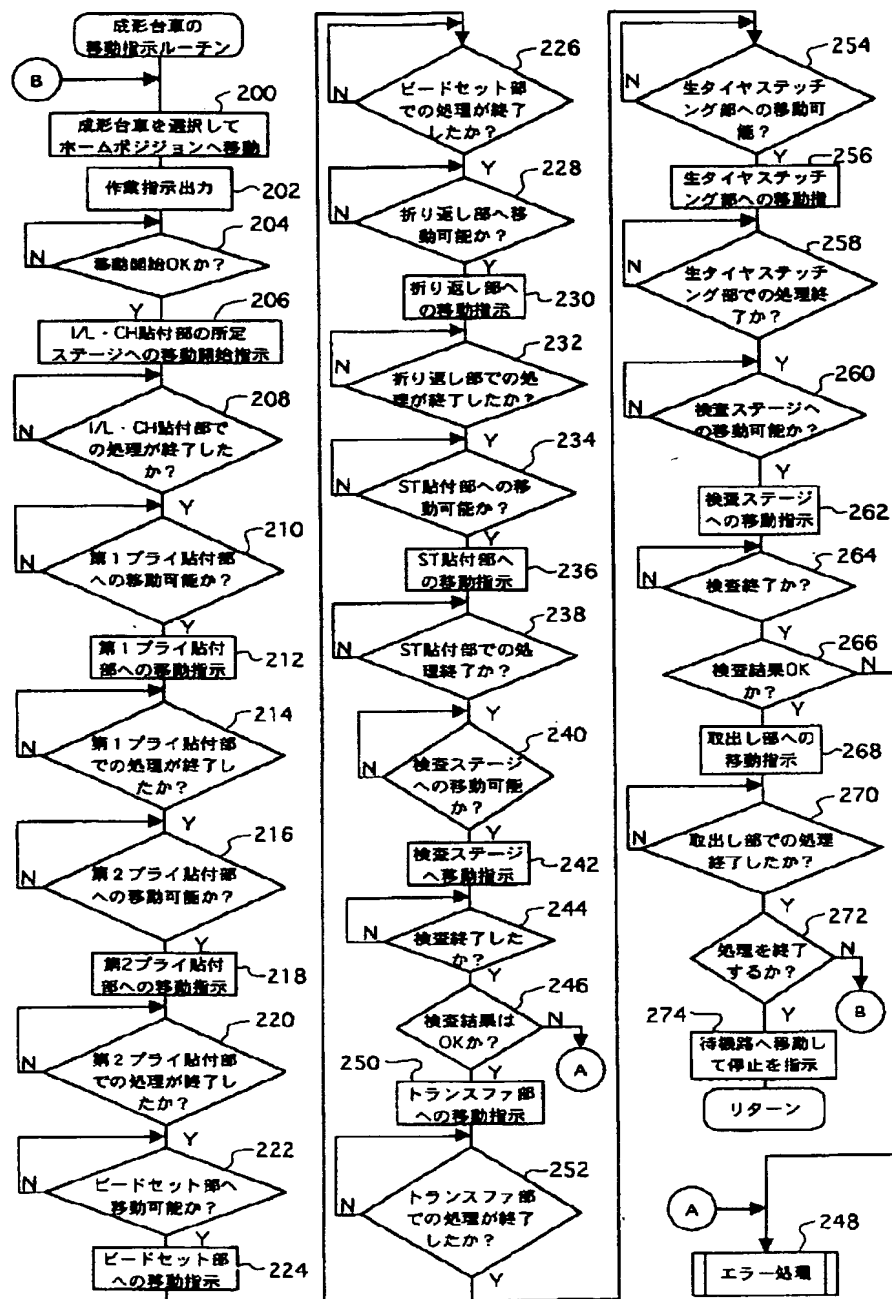 成形台車の
移動指示ルーチン
B
200
成形台車を選択して
ホームポジジョンへ移動
作業指示出力
202
204
N
移動開始OKか?
Y
206
I/L・CH貼付部の所定
ステージへの移動開始指示
208
I/L・CH貼付部で
の処理が終了した
か?
N
Y
210
第1プライ貼付部
への移動可能か?
N
Y
第1プライ貼付
部への移動指示
212
214
第1プライ貼付部
での処理が終了し
たか?
N
Y
216
第2プライ貼付部
への移動可能か?
N
Y
第2プライ貼付
部への移動指示
218
220
第2プライ貼付部
での処理が終了し
たか?
N
Y
222
ビードセット部へ
移動可能か?
N
Y
ビードセット部
への移動指示
224
226
ビードセット部
での処理が終了
したか?
N
Y
228
折り返し部へ移
動可能か?
N
Y
折り返し部へ
の移動指示
230
232
折り返し部での処
理が終了したか?
N
Y
234
ST貼付部への移
動可能か?
N
Y
ST貼付部へ
の移動指示
236
238
ST貼付部での処
理終了か?
N
Y
240
検査ステージ
への移動可能
か?
N
Y
検査ステージ
へ移動指示
242
244
検査終了した
か?
N
Y
246
検査結果は
OKか?
N
A
250
Y
トランスファ部
への移動指示
252
トランスファ部
での処理が終了
したか?
N
Y
254
生タイヤステッチ
ング部への移動可
能?
N
Y
256
生タイヤステッチ
ング部への移動指
258
生タイヤステッチ
ング部での処理終
了か?
N
Y
260
検査ステージへ
の移動可能か?
N
Y
検査ステージ
への移動指示
262
264
検査終了か?
N
Y
266
検査結果OK
か?
N
Y
取出し部への
移動指示
268
270
取出し部での処理
終了したか?
N
Y
272
処理を終了
するか?
N
B
274
Y
待機路へ移動し
て停止を指示
リターン
A
248
エラー処理